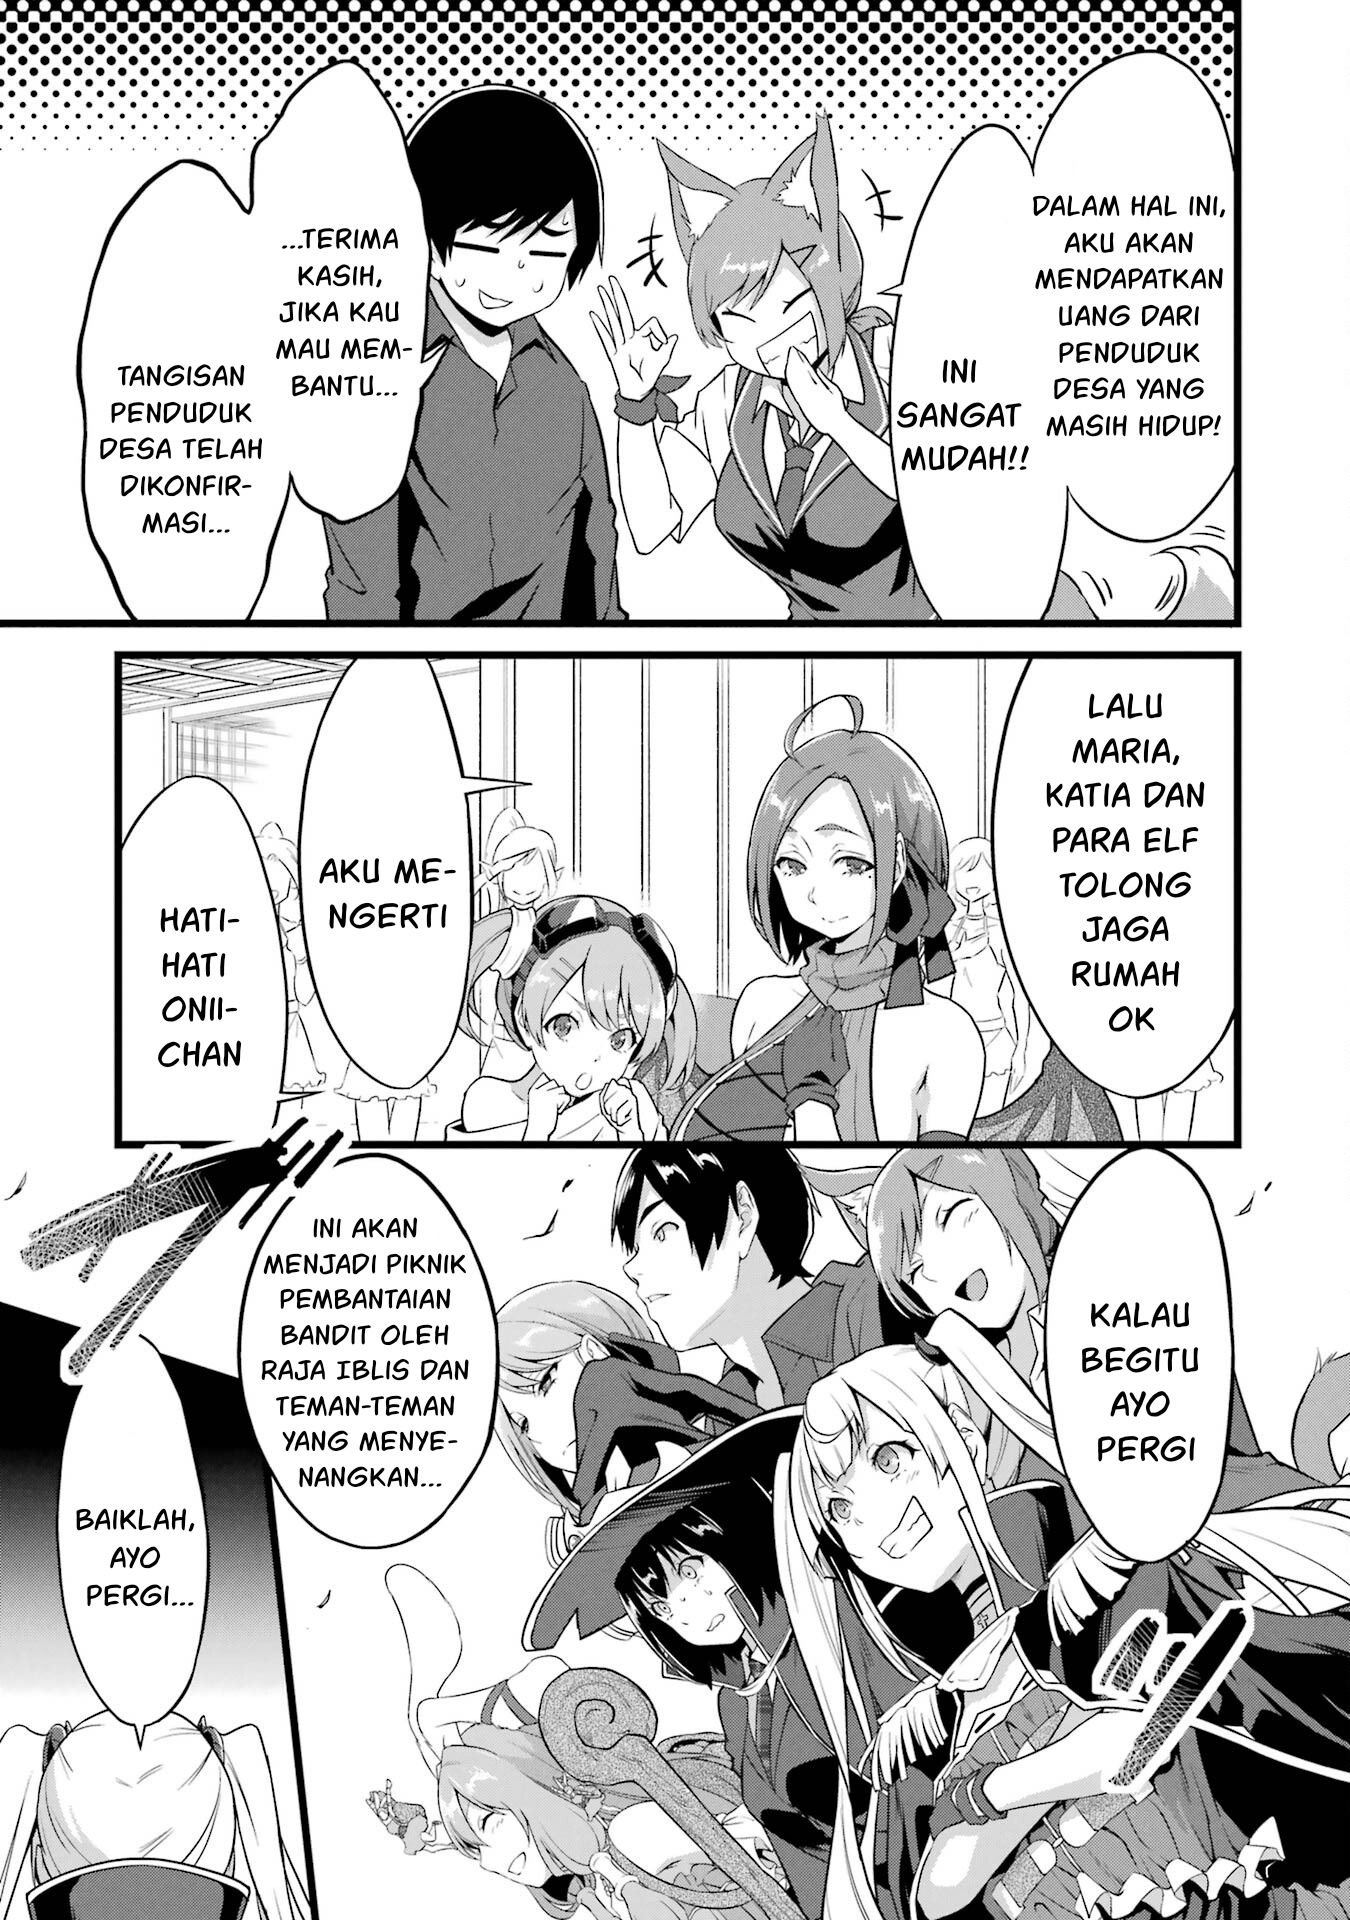 DALAM HAL INI,
AKU AKAN
MENDAPATKAN
UANG DARI
PENDUDUK
DESA YANG
MASIH HIDUP!
INI
SANGAT
MUDAH!!
...TERIMA
KASIH,
JIKA KAU
MAU MEM-
BANTU...
TANGISAN
PENDUDUK
DESA TELAH
DIKONFIR-
MASI...
LALU
MARIA,
KATIA DAN
PARA ELF
TOLONG
JAGA
RUMAH
OK
AKU ME-
NGERTI
HATI-
HATI
ONII-
CHAN
KALAU
BEGITU
AYO
PERGI
INI AKAN
MENJADI PIKNIK
PEMBANTAIAN
BANDIT OLEH
RAJA IBLIS DAN
TEMAN-TEMAN
YANG MENYE-
NANGKAN...
BAIKLAH,
AYO
PERGI...